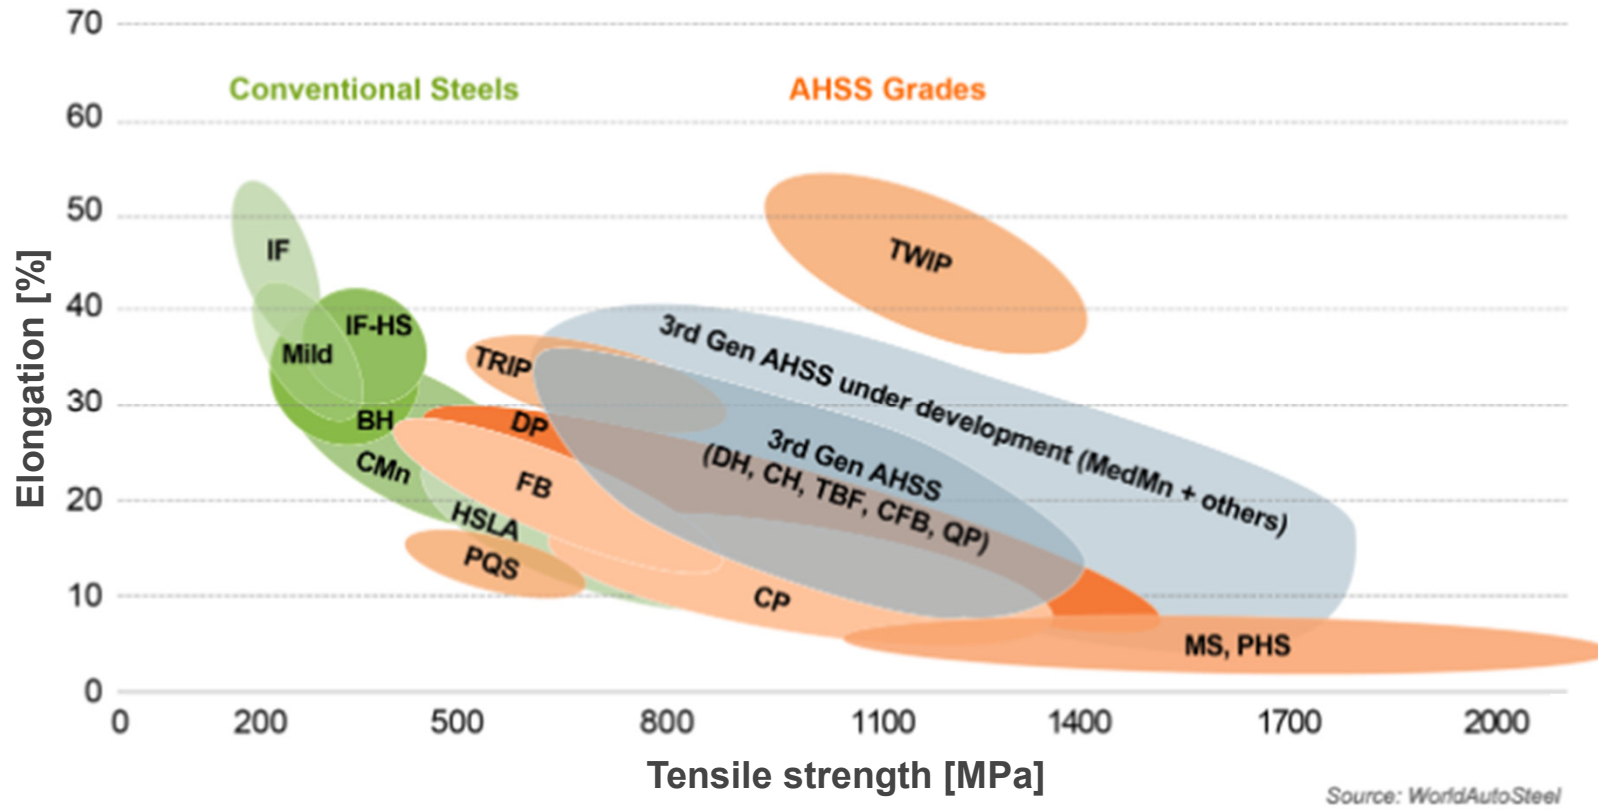 70
Conventional Steels
AHSS Grades
60
50
IF
TWIP
40
IF-HS
3rd Gen AHSS under development (MedMn + others)
Mild
TRIP
30
BH
DP
3rd Gen AHSS
(DH, CH, TBF, CFB, QP)
CMn
FB
20
HSLA
PQS
10
CP
MS, PHS
0
Elongation [%]
0 200 500 800 1100 1400 1700 2000
Tensile strength [MPa]
Source: WorldAutoSteel